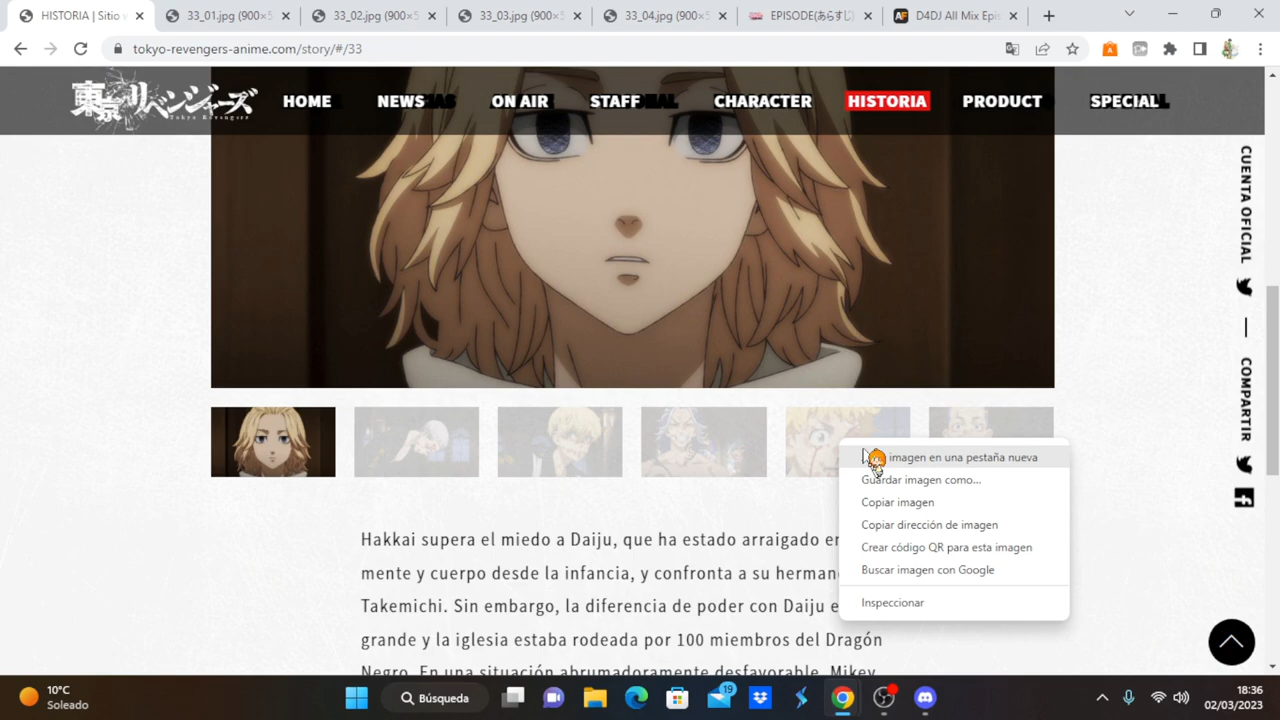 HISTORIA | Sitio w
33_01.jpg (900×5
33_02.jpg (900×5
33_03.jpg (900×5
33_04.jpg (900×5
EPISODE(あらすじ)
D4DJ All Mix Epis
tokyo-revengers-anime.com/story/#/33
東京リベンジャーズ
Tokyo Revengers
HOME
NEWS
ON AIR
STAFF
CHARACTER
HISTORIA
PRODUCT
SPECIAL
CUENTA OFICIAL
COMPARTIR
imagen en una pestaña nueva
Guardar imagen como...
Copiar imagen
Copiar dirección de imagen
Crear código QR para esta imagen
Buscar imagen con Google
Inspeccionar
Hakkai supera el miedo a Daiju, que ha estado arraigado en
mente y cuerpo desde la infancia, y confronta a su herman
Takemichi. Sin embargo, la diferencia de poder con Daiju e
grande y la iglesia estaba rodeada por 100 miembros del Dragón
Negro. En una situación abrumadoramente desfavorable, Mikey
10°C
Soleado
Búsqueda
19
18:36
02/03/2023